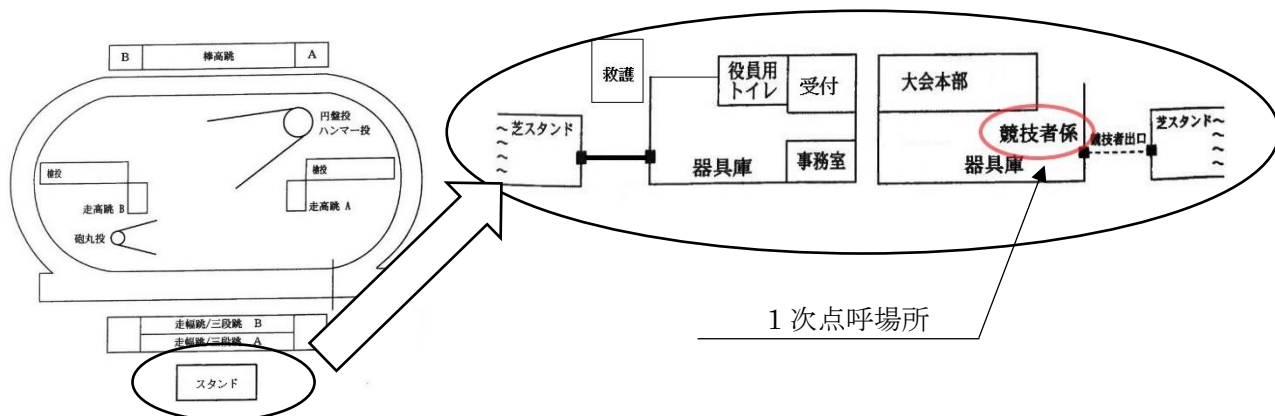 B 棒高跳 A
円盤投
ハンマー投
槍投
槍投
走高跳 B
走高跳 A
砲丸投
走幅跳/三段跳 B
走幅跳/三段跳 A
スタンド
救護
役員用
トイレ
受付
大会本部
芝スタンド
競技者係
競技者出口
芝スタンド
器具庫
事務室
器具庫
1次点呼場所